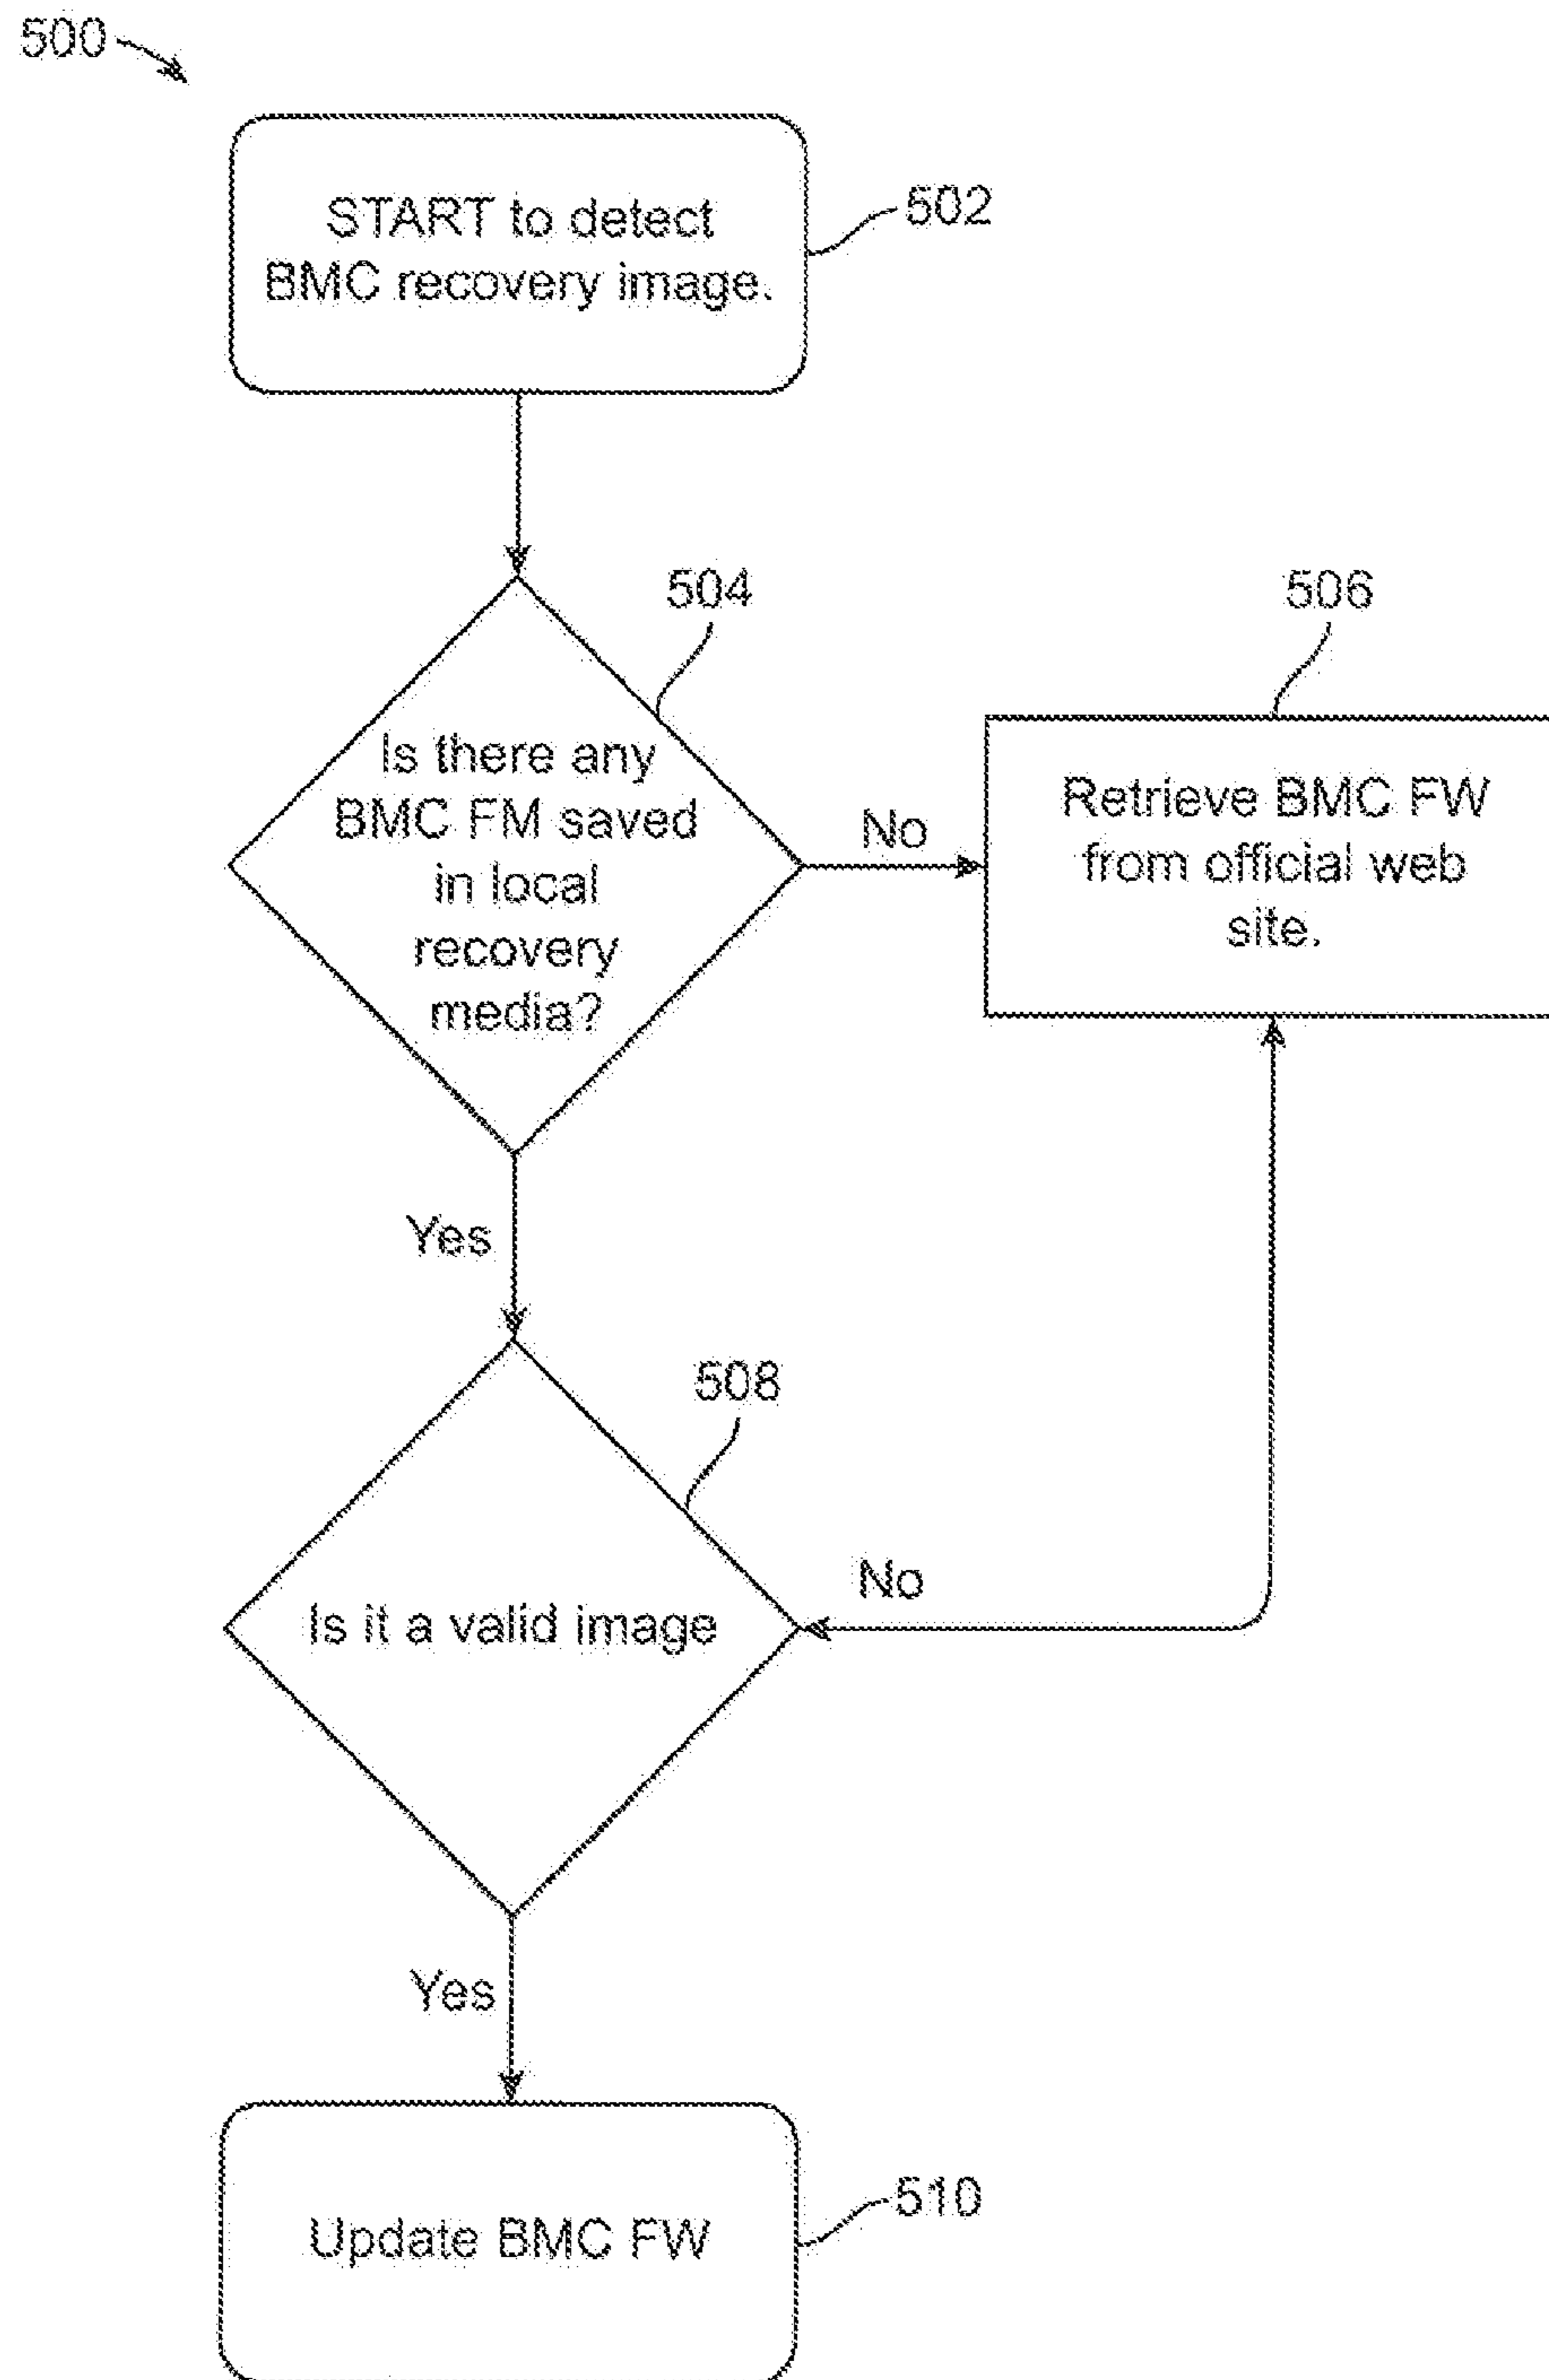 500
START to detect
BMC recovery image.
502
504
Is there any
BMC FM saved
in local
recovery
media?
No
506
Retrieve BMC FW
from official web
site.
Yes
508
Is it a valid image
No
Yes
Update BMC FW
510